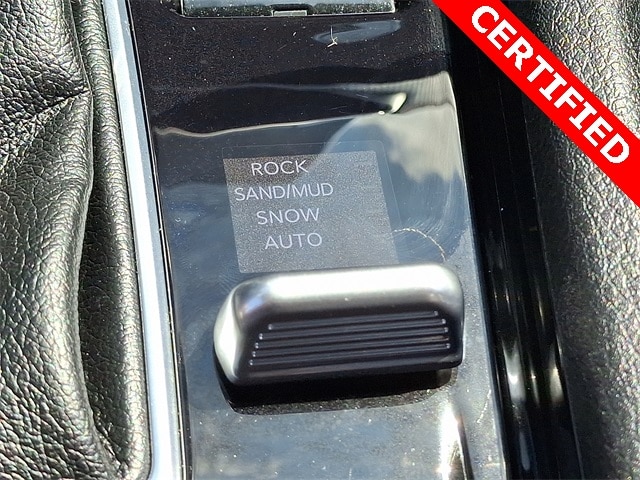 CERTIFIED
ROCK
SAND/MUD
SNOW
AUTO